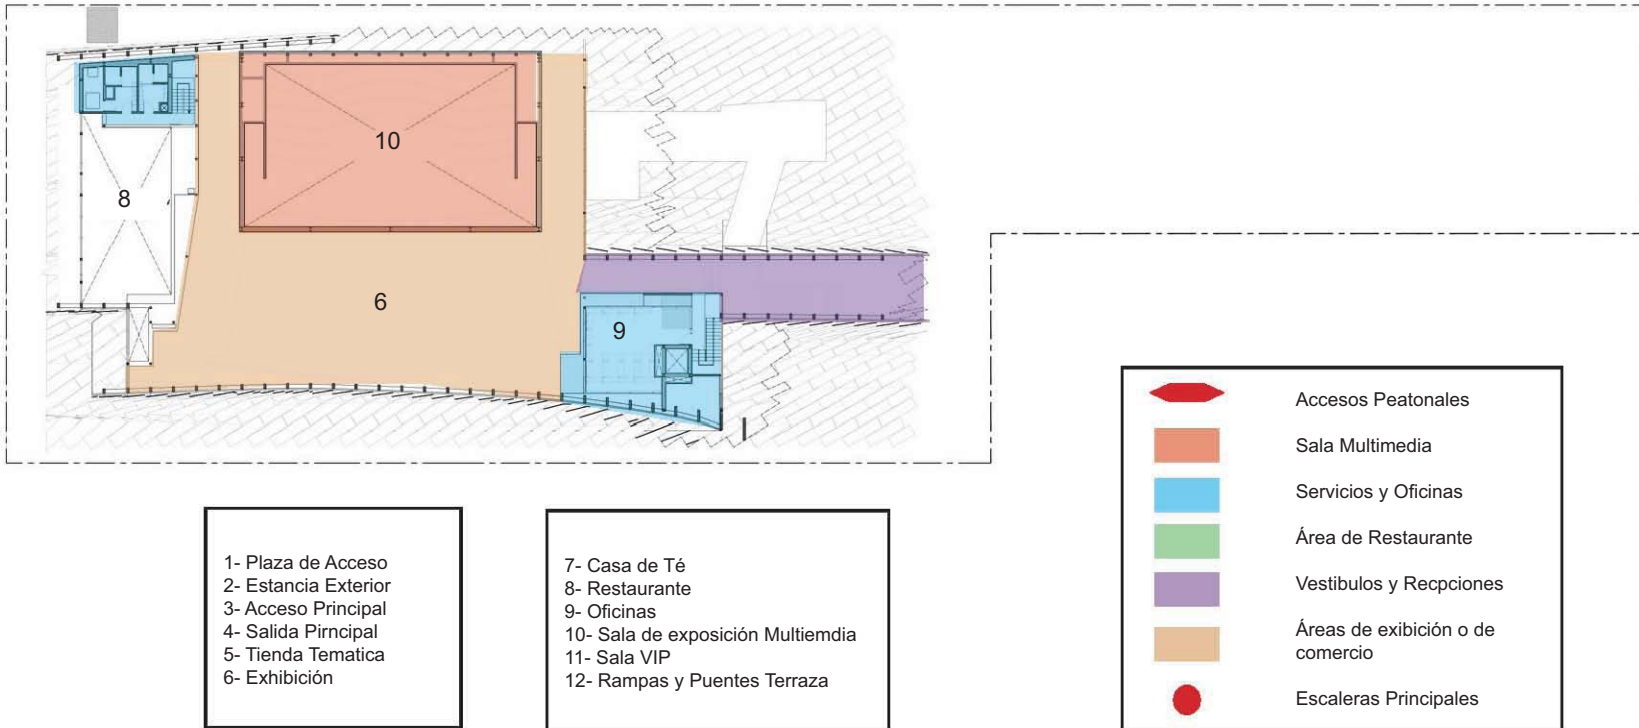 10
8
6
9
1- Plaza de Acceso
2- Estancia Exterior
3- Acceso Principal
4- Salida Pirncipal
5- Tienda Tematica
6- Exhibición
7- Casa de Té
8- Restaurante
9- Oficinas
10- Sala de exposición Multiemdia
11- Sala VIP
12- Rampas y Puentes Terraza
Accesos Peatonales
Sala Multimedia
Servicios y Oficinas
Área de Restaurante
Vestibulos y Recpciones
Áreas de exibición o de
comercio
Escaleras Principales